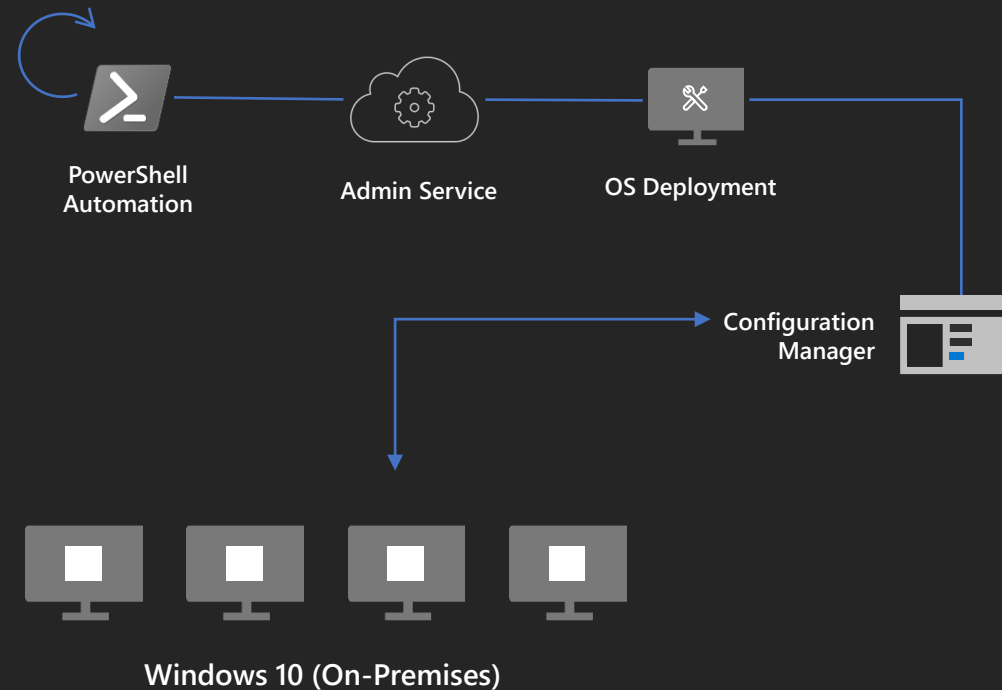 PowerShell
Automation
Admin Service
OS Deployment
Configuration
Manager
Windows 10 (On-Premises)